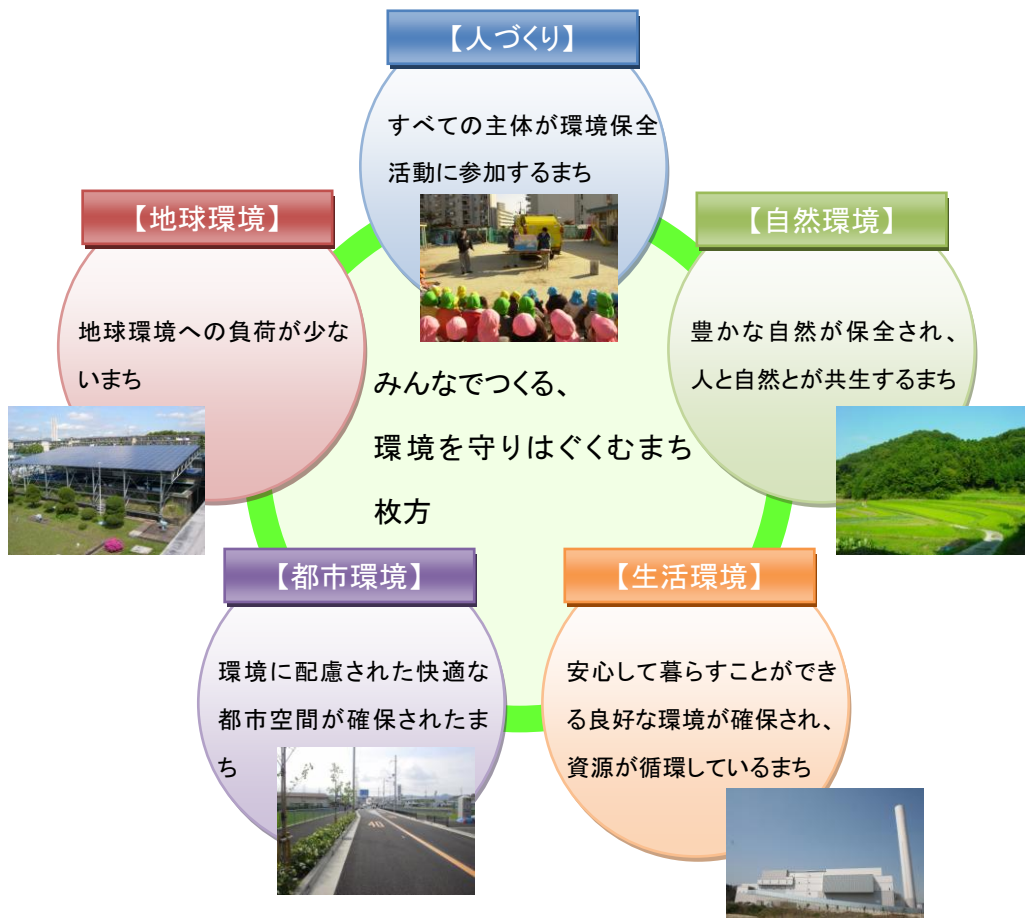 【人づくり】
すべての主体が環境保全
活動に参加するまち
【地球環境】
地球環境への負荷が少な
いまち
【自然環境】
豊かな自然が保全され、
人と自然とが共生するまち
みんなでつくる、
環境を守りはぐくむまち
枚方
【都市環境】
環境に配慮された快適な
都市空間が確保されたま
ち
40
【生活環境】
安心して暮らすことができ
る良好な環境が確保され、
資源が循環しているまち